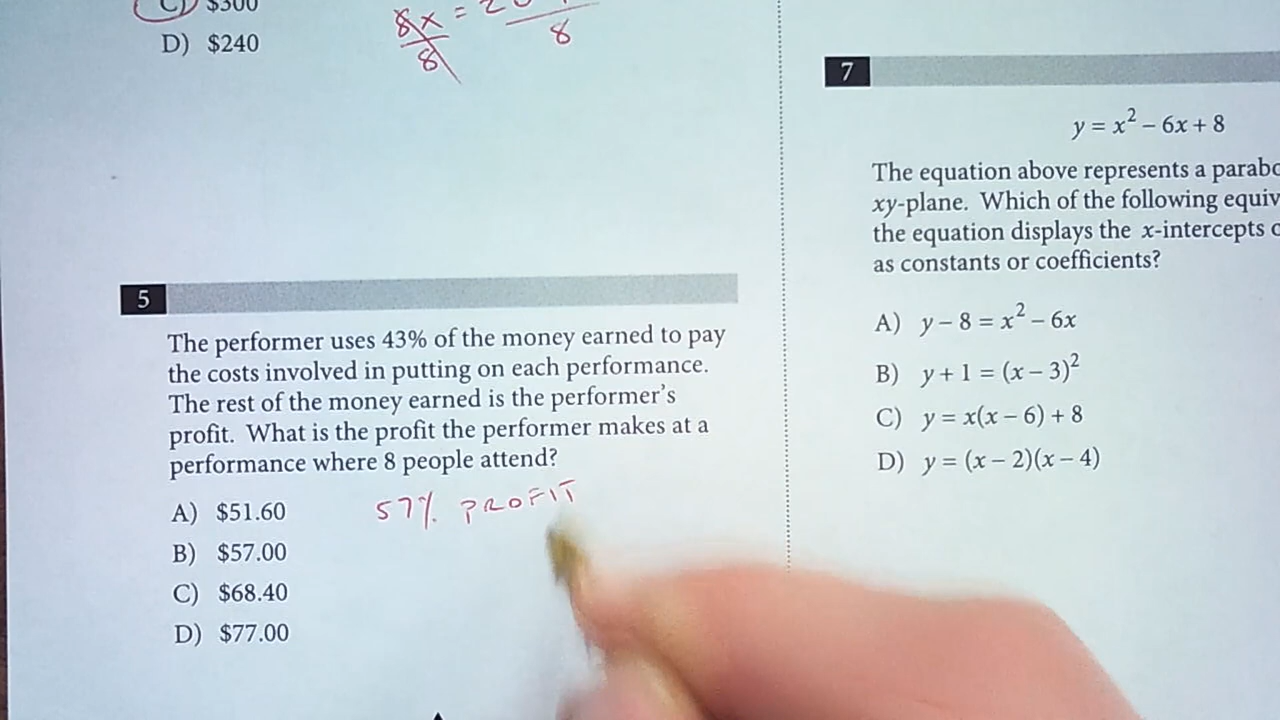 C) $300
D) $240
8x = 2
8
8
5
The performer uses 43% of the money earned to pay
the costs involved in putting on each performance.
The rest of the money earned is the performer's
profit. What is the profit the performer makes at a
performance where 8 people attend?
A) $51.60
B) $57.00
C) $68.40
D) $77.00
57% PROFIT
7
y = x² – 6x + 8
The equation above represents a
xy-plane. Which of the following
the equation displays the x-intercepts
as constants or coefficients?
A) y – 8 = x² – 6x
B) y + 1 = (x – 3)²
C) y = x(x – 6) + 8
D) y = (x – 2)(x – 4)